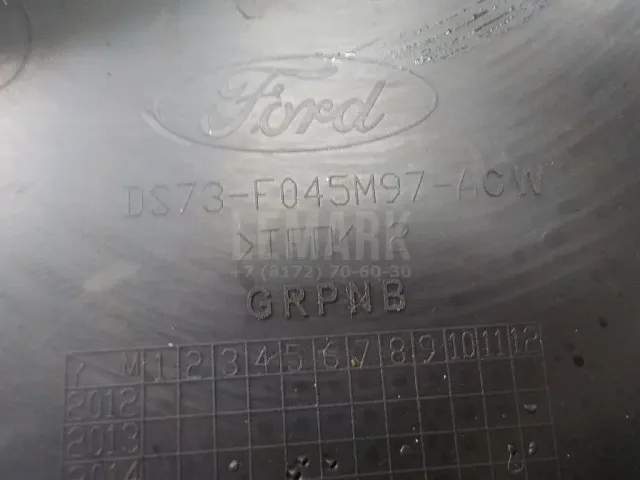 Ford
DS73-F045M97-ACW
LEMARK
+7 (8172) 70-60-30
GRPNB
Y M 1 2 3 4 5 6 7 8 9 10 11 12
2012
2013
2014